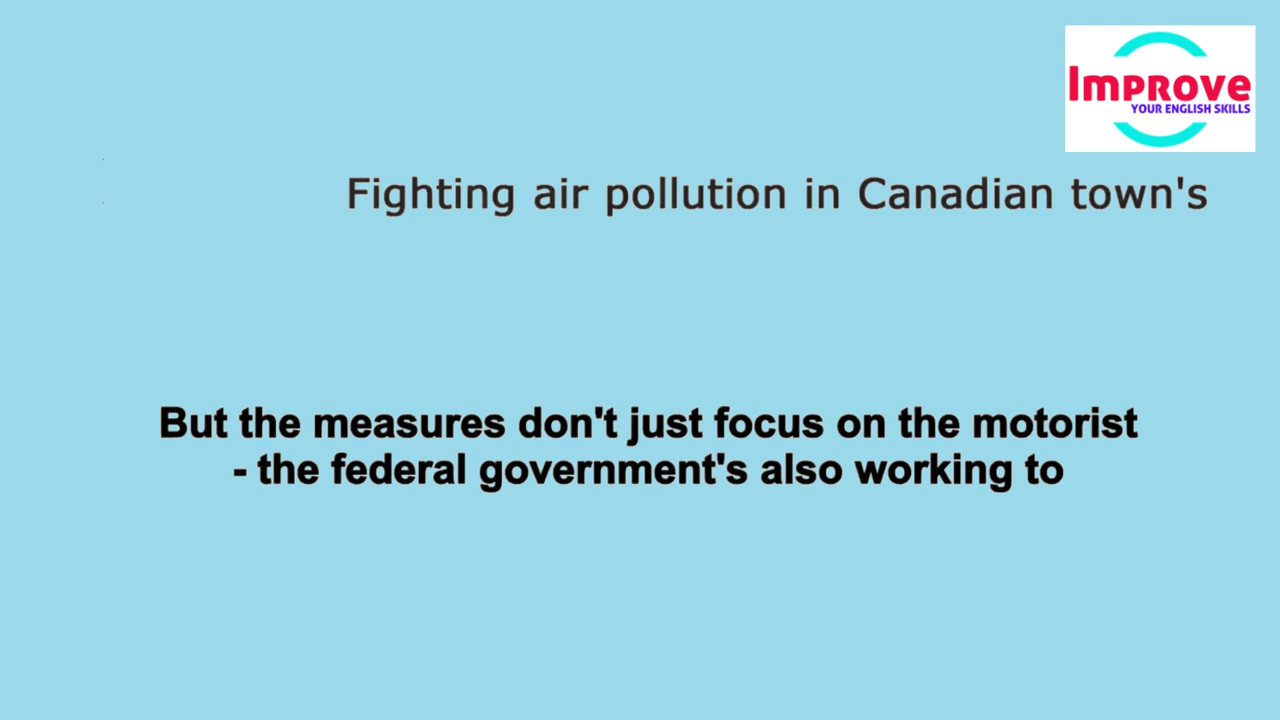 Improve
YOUR ENGLISH SKILLS
Fighting air pollution in Canadian town's
But the measures don't just focus on the motorist
- the federal government's also working to